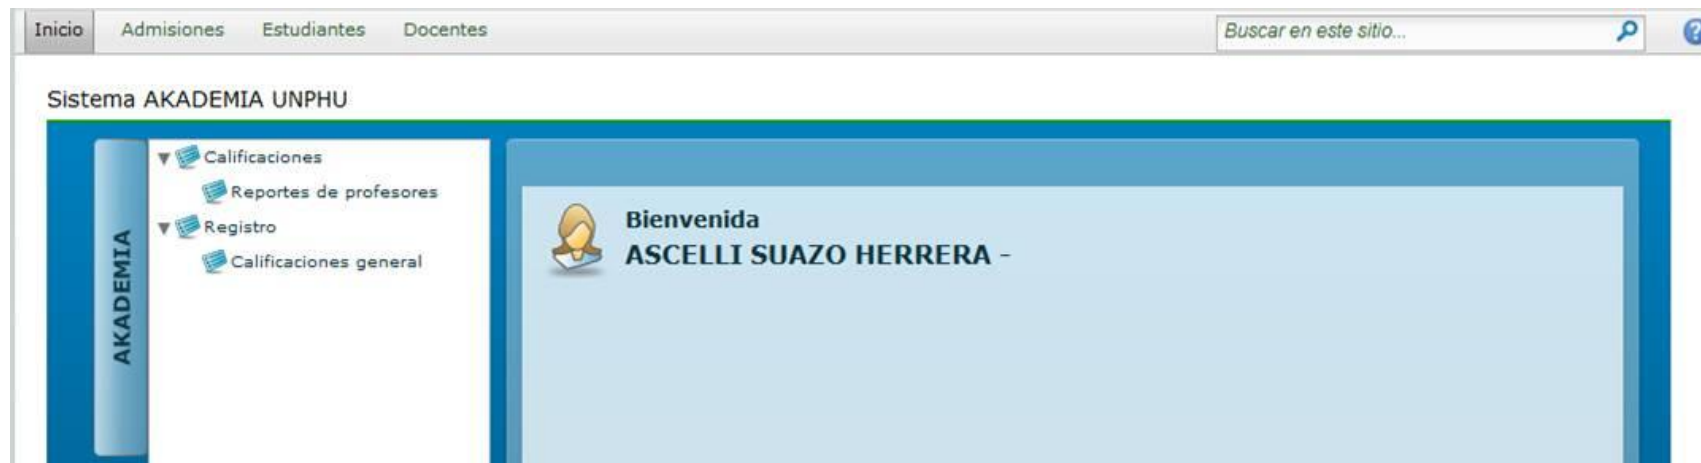 Inicio Admisiones Estudiantes Docentes Buscar en este sitio... ?
Sistema AKADEMIA UNPHU
AKADEMIA
Calificaciones
Reportes de profesores
Registro
Calificaciones general
Bienvenida
ASCELLI SUAZO HERRERA -